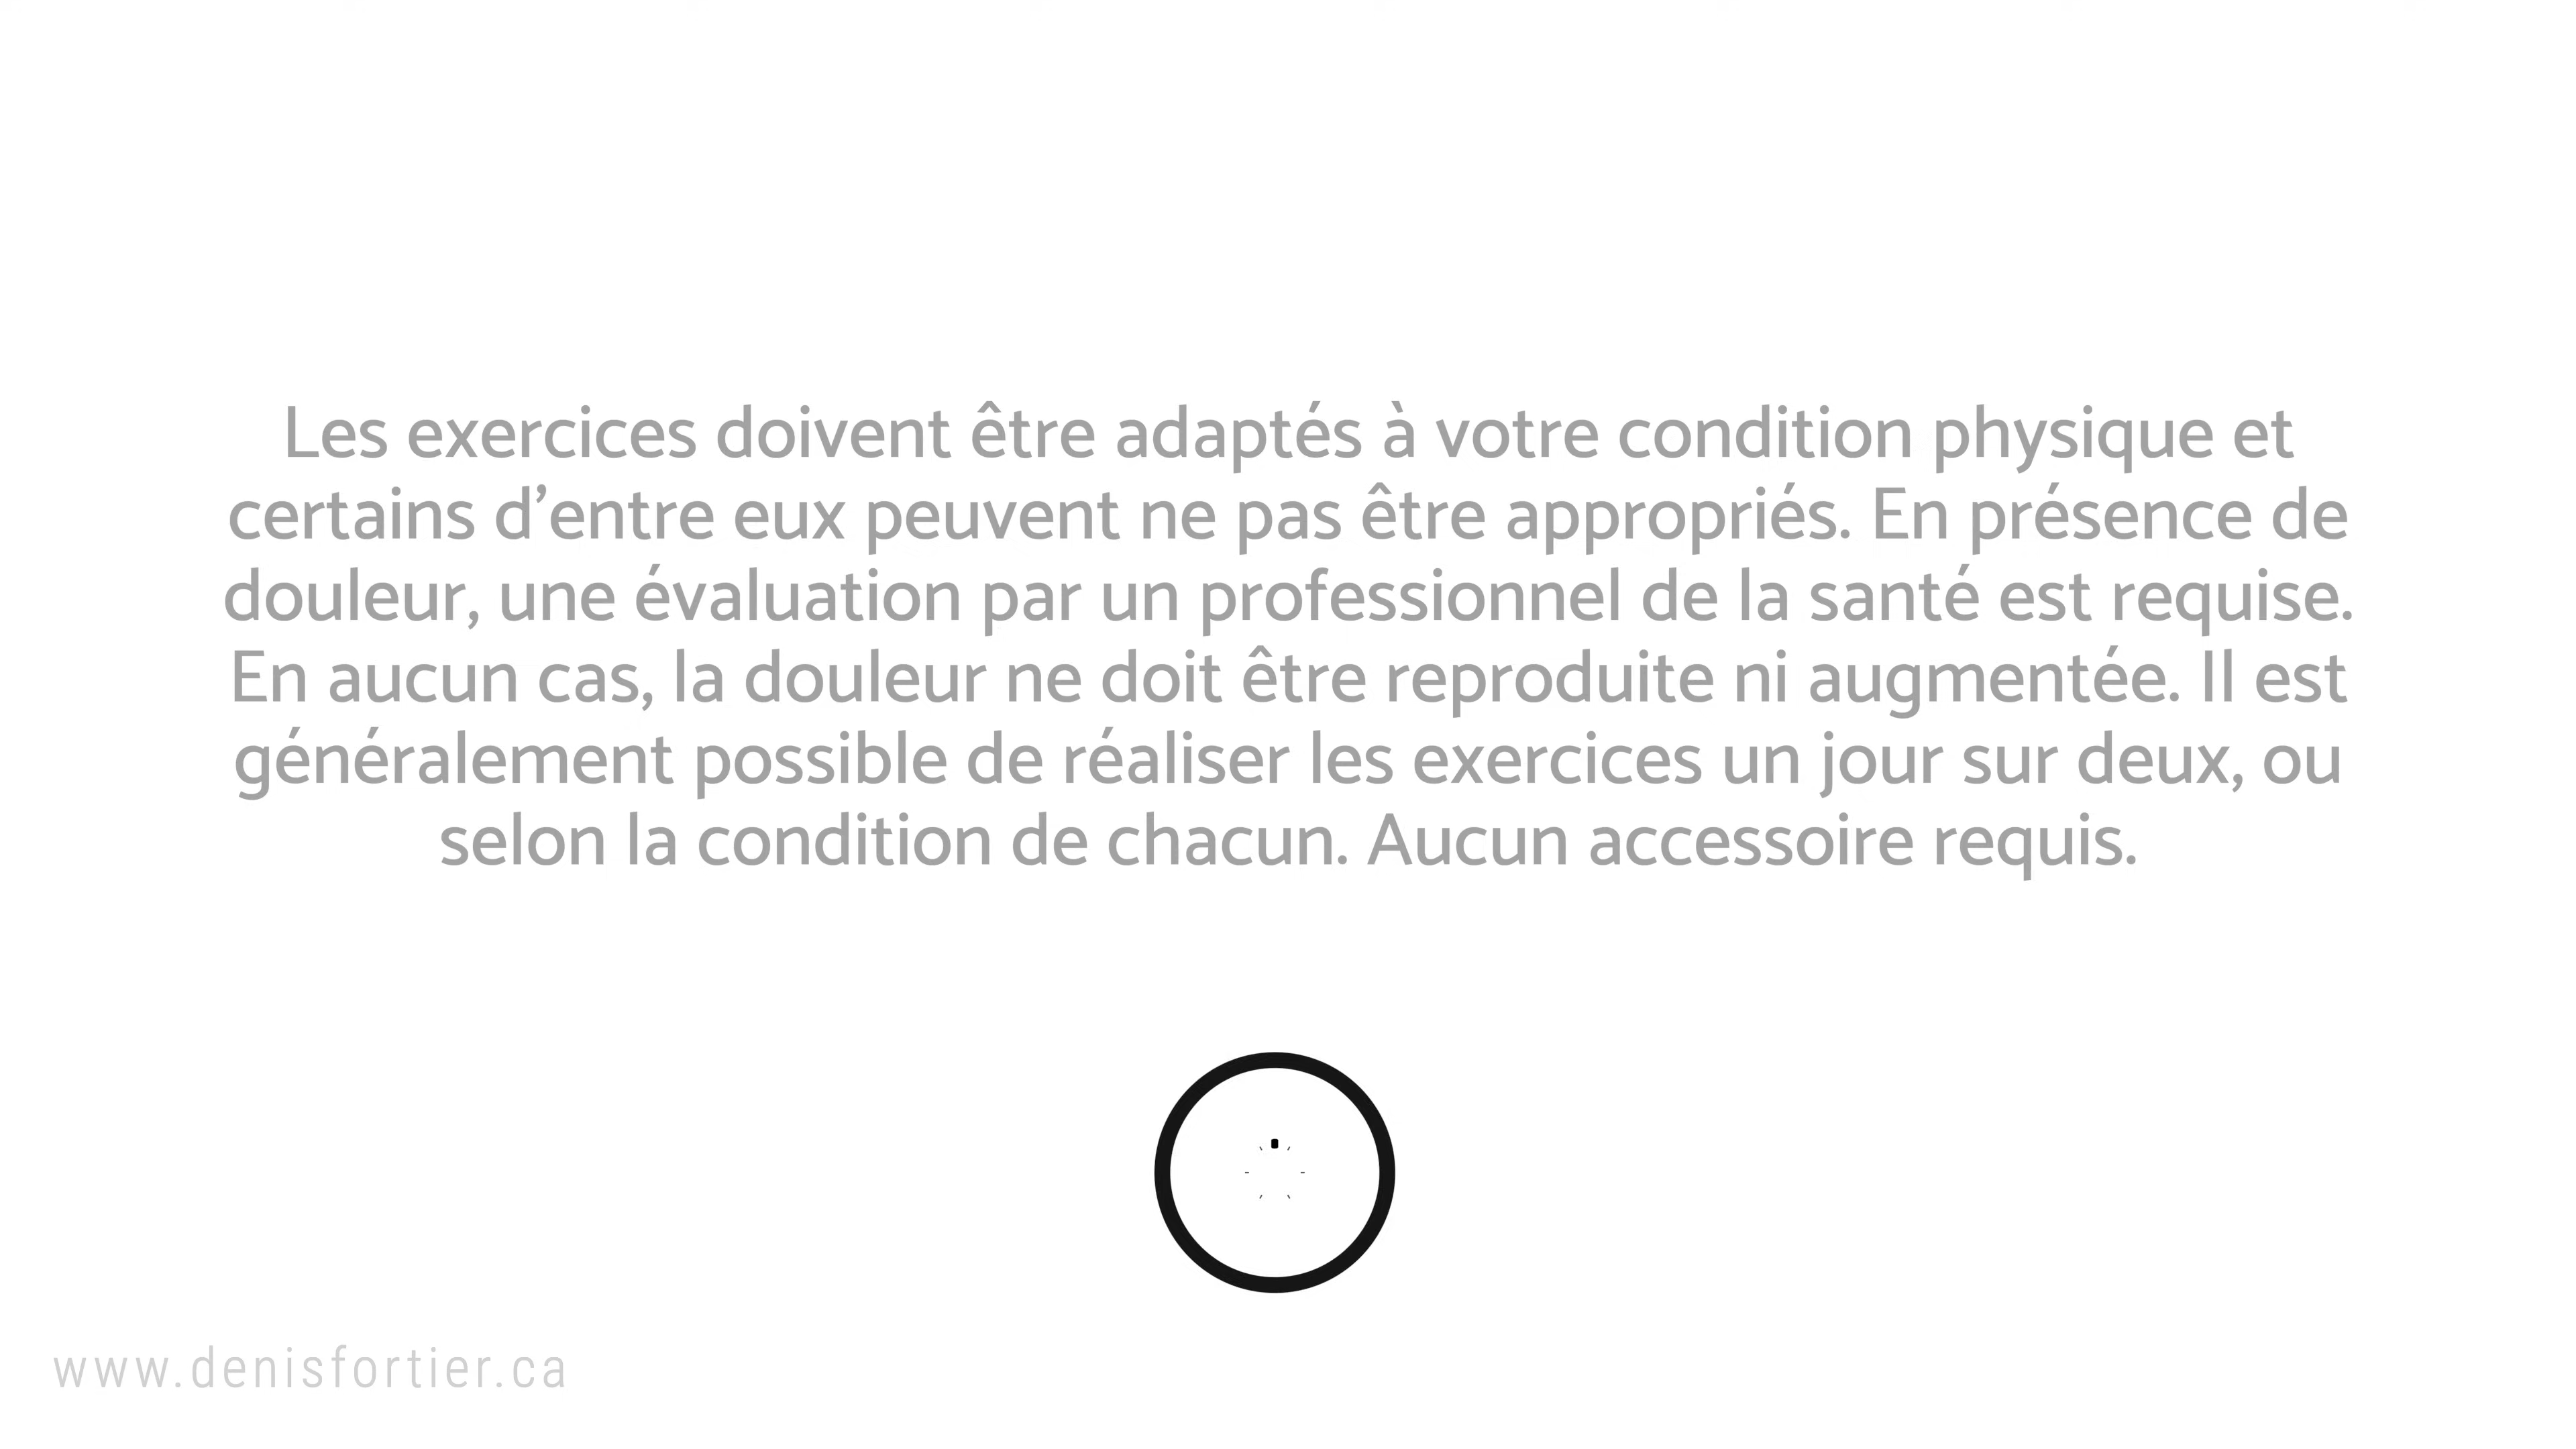 Les exercices doivent être adaptés à votre condition physique et
certains d’entre eux peuvent ne pas être appropriés. En présence de
douleur, une évaluation par un professionnel de la santé est requise.
En aucun cas, la douleur ne doit être reproduite ni augmentée. Il est
généralement possible de réaliser les exercices un jour sur deux, ou
selon la condition de chacun. Aucun accessoire requis.
www.denisfortier.ca